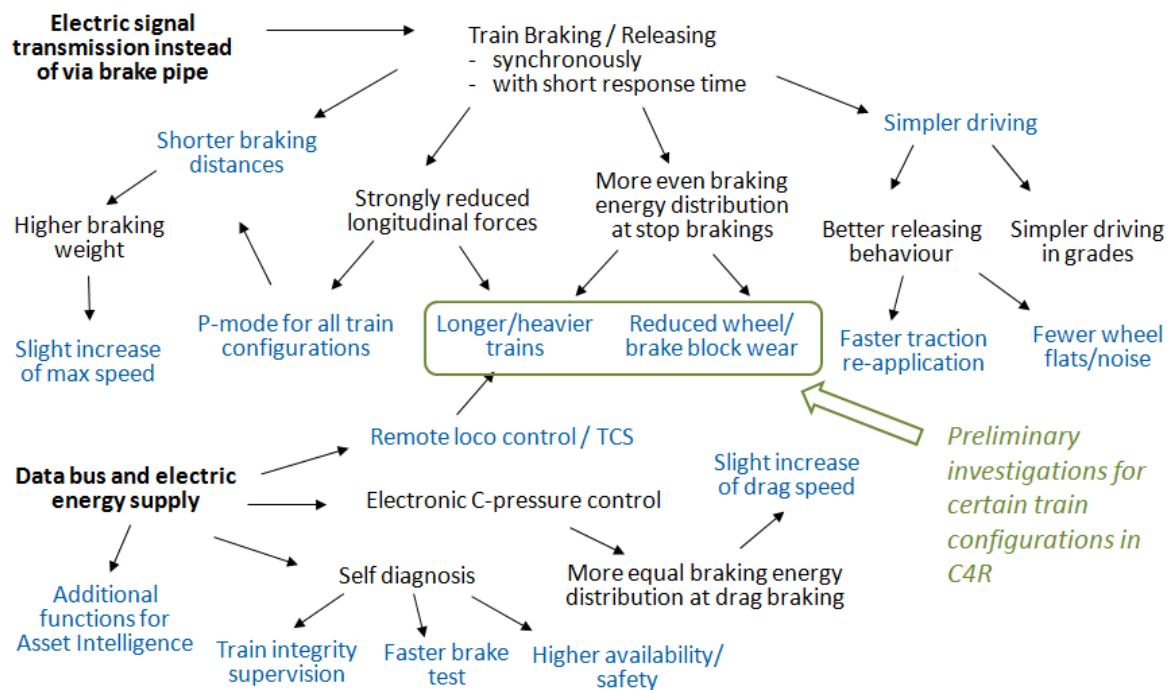 Electric signal
transmission instead
of via brake pipe
Train Braking / Releasing
- synchronously
- with short response time
Shorter braking
distances
Simpler driving
Higher braking
weight
Strongly reduced
longitudinal forces
More even braking
energy distribution
at stop brakings
Better releasing
behaviour
Simpler driving
in grades
Slight increase
of max speed
P-mode for all train
configurations
Longer/heavier
trains
Reduced wheel/
brake block wear
Faster traction
re-application
Fewer wheel
flats/noise
Remote loco control / TCS
Preliminary
investigations for
certain train
configurations in
C4R
Data bus and electric
energy supply
Electronic C-pressure control
Slight increase
of drag speed
Self diagnosis
More equal braking energy
distribution at drag braking
Additional
functions for
Asset Intelligence
Train integrity
supervision
Faster brake
test
Higher availability/
safety